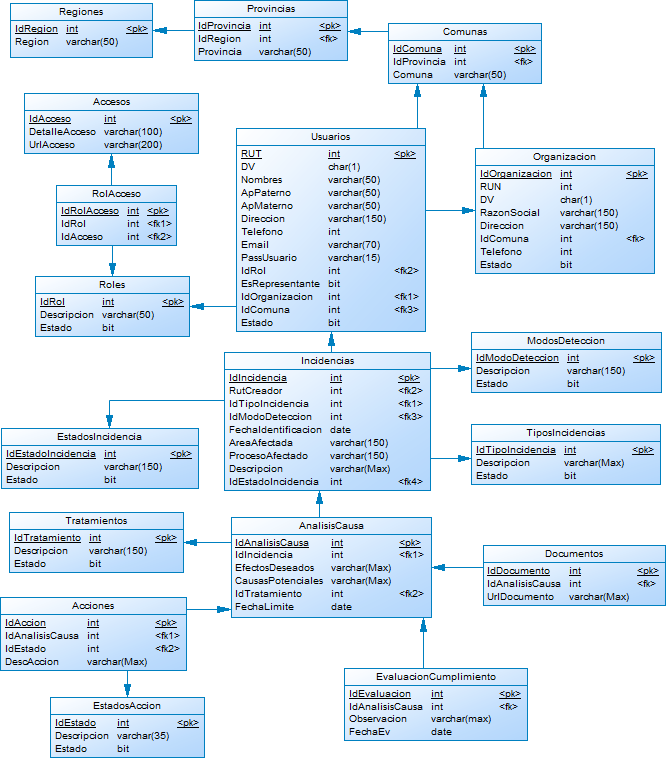 Regiones
IdRegion int <pk>
Region varchar(50)
Provincias
IdProvincia int <pk>
IdRegion int <fk>
Provincia varchar(50)
Comunas
IdComuna int <pk>
IdProvincia int <fk>
Comuna varchar(50)
Accesos
IdAcceso int <pk>
DetalleAcceso varchar(100)
UrlAcceso varchar(200)
Usuarios
RUT int <pk>
DV char(1)
Nombres varchar(50)
ApPaterno varchar(50)
ApMaterno varchar(50)
Direccion varchar(150)
Telefono int
Email varchar(70)
PassUsuario varchar(15)
IdRol int <fk2>
EsRepresentante bit
IdOrganizacion int <fk1>
IdComuna int <fk3>
Estado bit
Organizacion
IdOrganizacion int <pk>
RUN int
DV char(1)
RazonSocial varchar(150)
Direccion varchar(150)
IdComuna int <fk>
Telefono int
Estado bit
RolAcceso
IdRolAcceso int <pk>
IdRol int <fk1>
IdAcceso int <fk2>
Roles
IdRol int <pk>
Descripcion varchar(50)
Estado bit
Incidencias
IdIncidencia int <pk>
RutCreador int <fk2>
IdTipoIncidencia int <fk1>
IdModoDeteccion int <fk3>
FechaIdentificacion date
AreaAfectada varchar(150)
ProcesoAfectado varchar(150)
Descripcion varchar(Max)
IdEstadoIncidencia int <fk4>
ModosDeteccion
IdModoDeteccion int <pk>
Descripcion varchar(150)
Estado bit
EstadosIncidencia
IdEstadoIncidencia int <pk>
Descripcion varchar(150)
Estado bit
TiposIncidencias
IdTipoIncidencia int <pk>
Descripcion varchar(Max)
Estado bit
Tratamientos
IdTratamiento int <pk>
Descripcion varchar(150)
Estado bit
AnalisisCausa
IdAnalisisCausa int <pk>
IdIncidencia int <fk1>
EfectosDeseados varchar(Max)
CausasPotenciales varchar(Max)
IdTratamiento int <fk2>
FechaLimite date
Documentos
IdDocumento int <pk>
IdAnalisisCausa int <fk>
UrlDocumento varchar(Max)
Acciones
IdAccion int <pk>
IdAnalisisCausa int <fk1>
IdEstado int <fk2>
DescAccion varchar(Max)
EvaluacionCumplimiento
IdEvaluacion int <pk>
IdAnalisisCausa int <fk>
Observacion varchar(max)
FechaEv date
EstadosAccion
IdEstado int <pk>
Descripcion varchar(35)
Estado bit